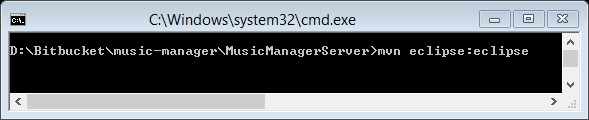 C:\Windows\system32\cmd.exe
D:\Bitbucket\music-manager\MusicManagerServer>mvn eclipse:eclipse